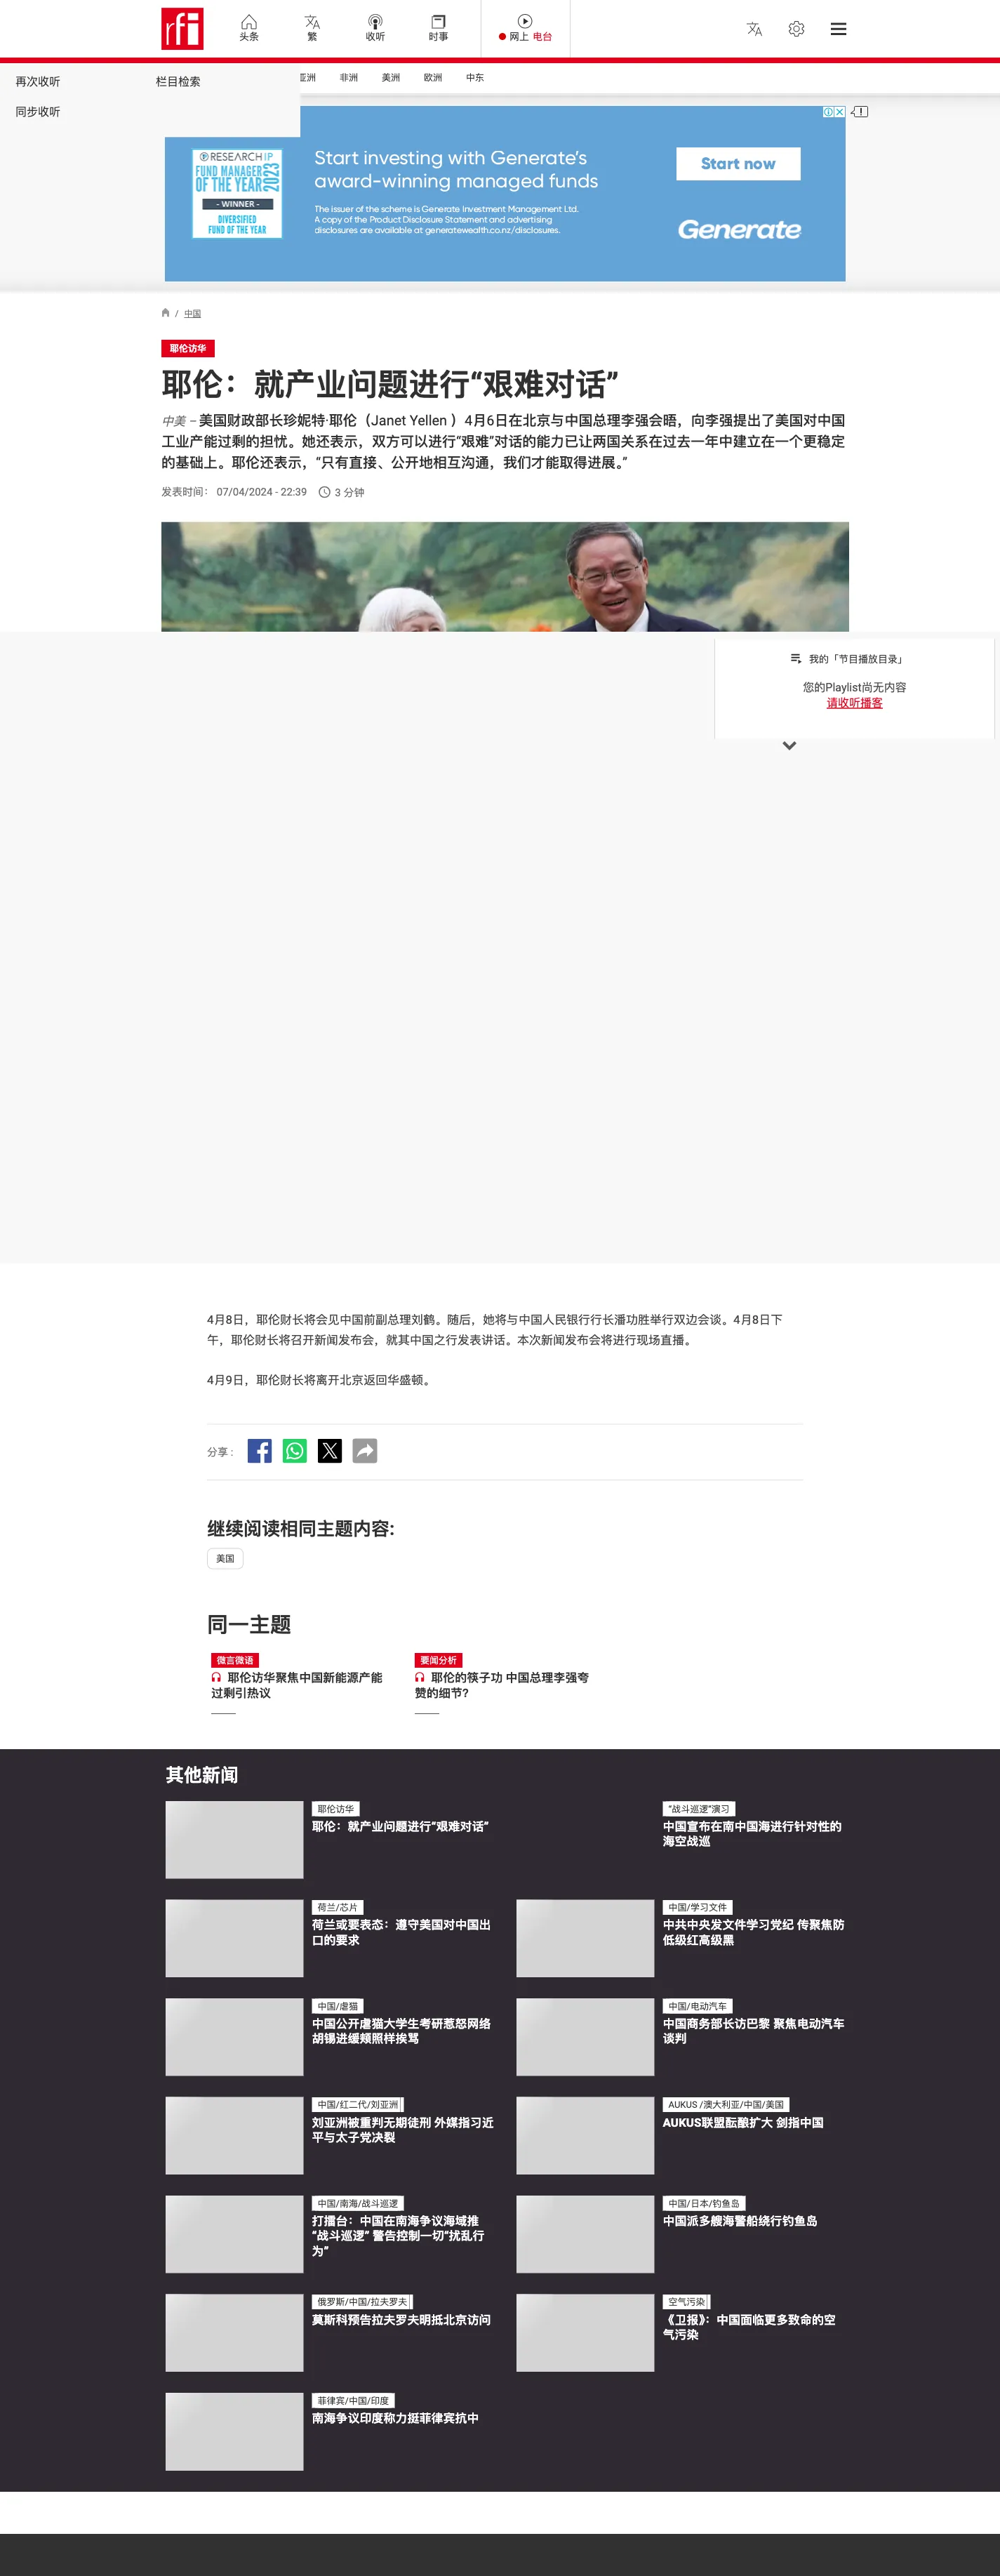 rfi
头条
繁
收听
时事
网上 电台
再次收听
栏目检索
同步收听
亚洲
非洲
美洲
欧洲
中东
RESEARCH IP
FUND MANAGER
OF THE YEAR 2023
- WINNER -
DIVERSIFIED
FUND OF THE YEAR
Start investing with Generate’s
award-winning managed funds
The issuer of the scheme is Generate Investment Management Ltd.
A copy of the Product Disclosure Statement and advertising
disclosures are available at generatewealth.co.nz/disclosures.
Start now
Generate
/ 中国
耶伦访华
耶伦：就产业问题进行“艰难对话”
中美 – 美国财政部长珍妮特·耶伦（Janet Yellen ）4月6日在北京与中国总理李强会晤，向李强提出了美国对中国
工业产能过剩的担忧。她还表示，双方可以进行“艰难”对话的能力已让两国关系在过去一年中建立在一个更稳定
的基础上。耶伦还表示，“只有直接、公开地相互沟通，我们才能取得进展。”
发表时间： 07/04/2024 - 22:39 3 分钟
我的「节目播放目录」
您的Playlist尚无内容
请收听播客
4月8日，耶伦财长将会见中国前副总理刘鹤。随后，她将与中国人民银行行长潘功胜举行双边会谈。4月8日下
午，耶伦财长将召开新闻发布会，就其中国之行发表讲话。本次新闻发布会将进行现场直播。
4月9日，耶伦财长将离开北京返回华盛顿。
分享 :
继续阅读相同主题内容:
美国
同一主题
微言微语
耶伦访华聚焦中国新能源产能
过剩引热议
要闻分析
耶伦的筷子功 中国总理李强夸
赞的细节?
其他新闻
耶伦访华
耶伦：就产业问题进行“艰难对话”
“战斗巡逻”演习
中国宣布在南中国海进行针对性的
海空战巡
荷兰/芯片
荷兰或要表态：遵守美国对中国出
口的要求
中国/学习文件
中共中央发文件学习党纪 传聚焦防
低级红高级黑
中国/虐猫
中国公开虐猫大学生考研惹怒网络
胡锡进缓颊照样挨骂
中国/电动汽车
中国商务部长访巴黎 聚焦电动汽车
谈判
中国/红二代/刘亚洲
刘亚洲被重判无期徒刑 外媒指习近
平与太子党决裂
AUKUS /澳大利亚/中国/美国
AUKUS联盟酝酿扩大 剑指中国
中国/南海/战斗巡逻
打擂台：中国在南海争议海域推
“战斗巡逻” 警告控制一切“扰乱行
为”
中国/日本/钓鱼岛
中国派多艘海警船绕行钓鱼岛
俄罗斯/中国/拉夫罗夫
莫斯科预告拉夫罗夫明抵北京访问
空气污染
《卫报》：中国面临更多致命的空
气污染
菲律宾/中国/印度
南海争议印度称力挺菲律宾抗中